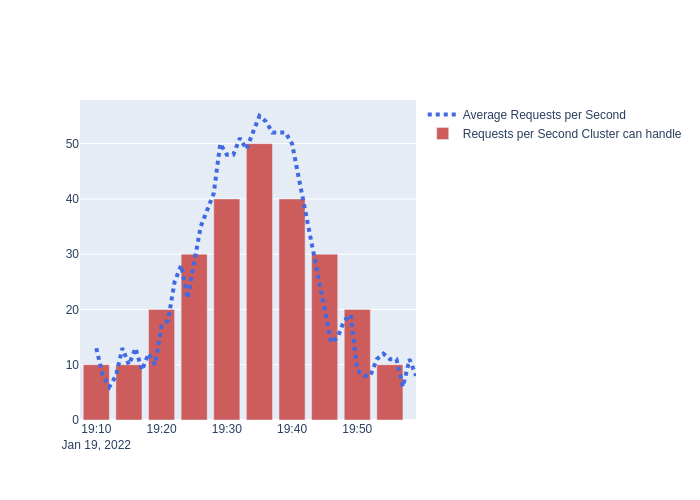 Average Requests per Second
Requests per Second Cluster can handle
50
40
30
20
10
0
19:10 19:20 19:30 19:40 19:50
Jan 19, 2022